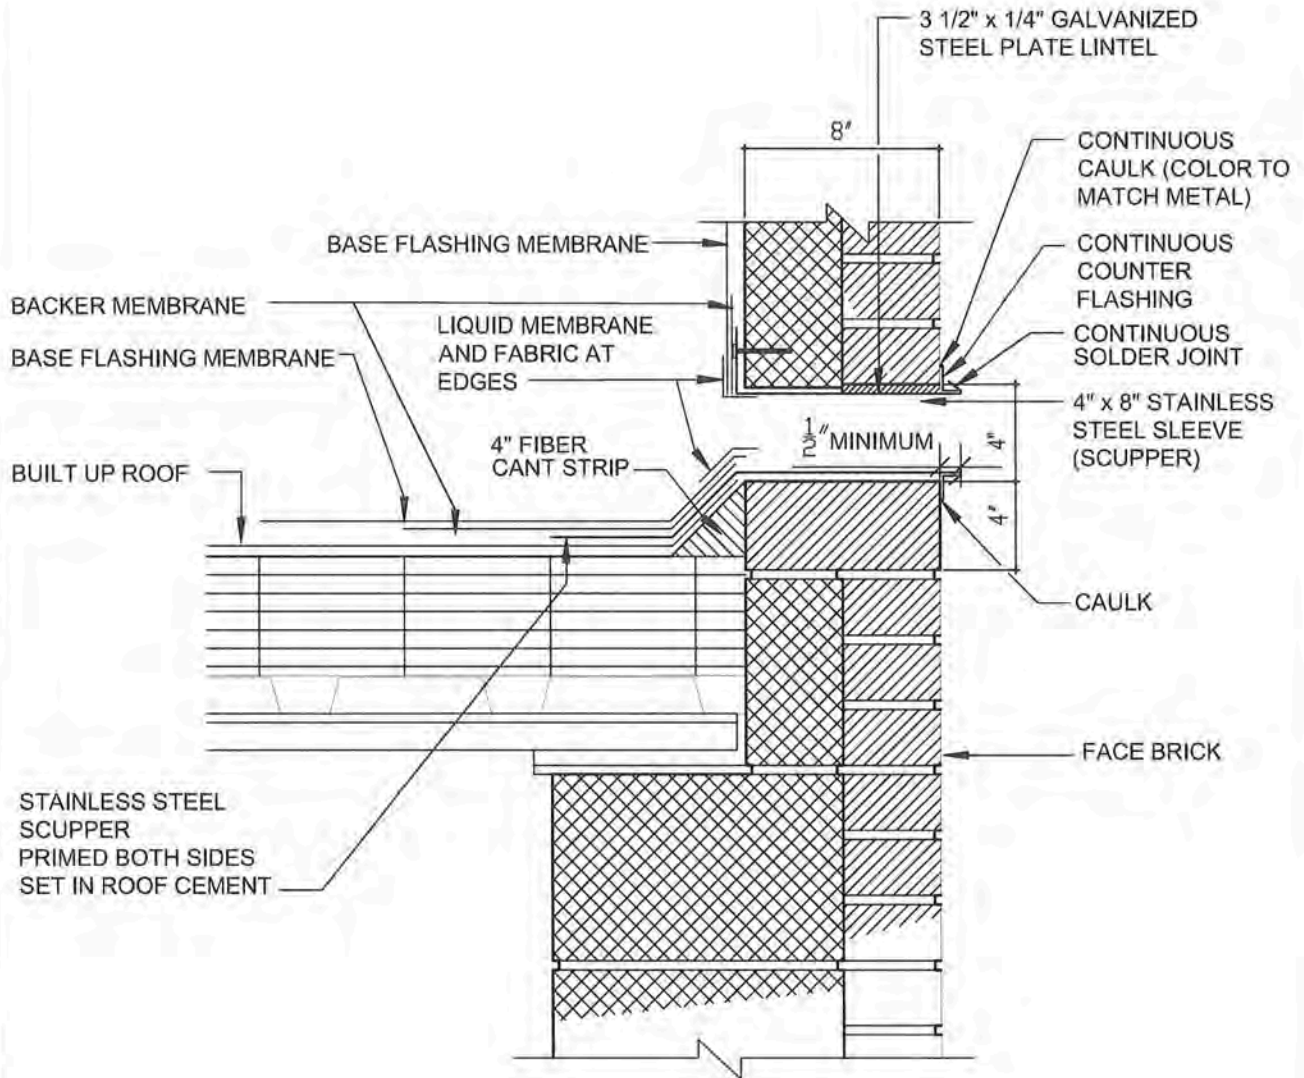 3 1/2" x 1/4" GALVANIZED
STEEL PLATE LINTEL
8"
CONTINUOUS
CAULK (COLOR TO
MATCH METAL)
BASE FLASHING MEMBRANE
CONTINUOUS
COUNTER
FLASHING
BACKER MEMBRANE
LIQUID MEMBRANE
AND FABRIC AT
EDGES
CONTINUOUS
SOLDER JOINT
BASE FLASHING MEMBRANE
4" x 8" STAINLESS
STEEL SLEEVE
(SCUPPER)
1/2" MINIMUM
4"
4" FIBER
CANT STRIP
BUILT UP ROOF
4"
CAULK
FACE BRICK
STAINLESS STEEL
SCUPPER
PRIMED BOTH SIDES
SET IN ROOF CEMENT